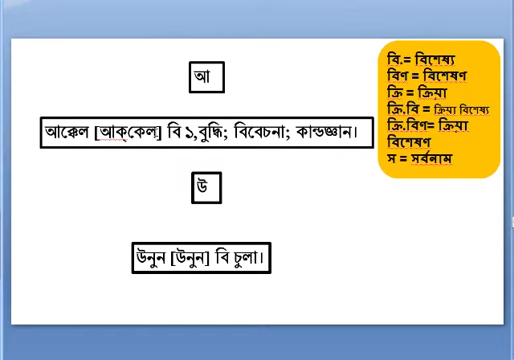 আ
আক্কেল [আক্‌কেল] বি ১,বুদ্ধি; বিবেচনা; কান্ডজ্ঞান।
উ
উনুন [উনুন] বি চুলা।
বি.= বিশেষ্য
বিণ = বিশেষণ
ক্রি = ক্রিয়া
ক্রি.বি = ক্রিয়া বিশেষ্য
ক্রি.বিণ= ক্রিয়া
বিশেষণ
স = সর্বনাম